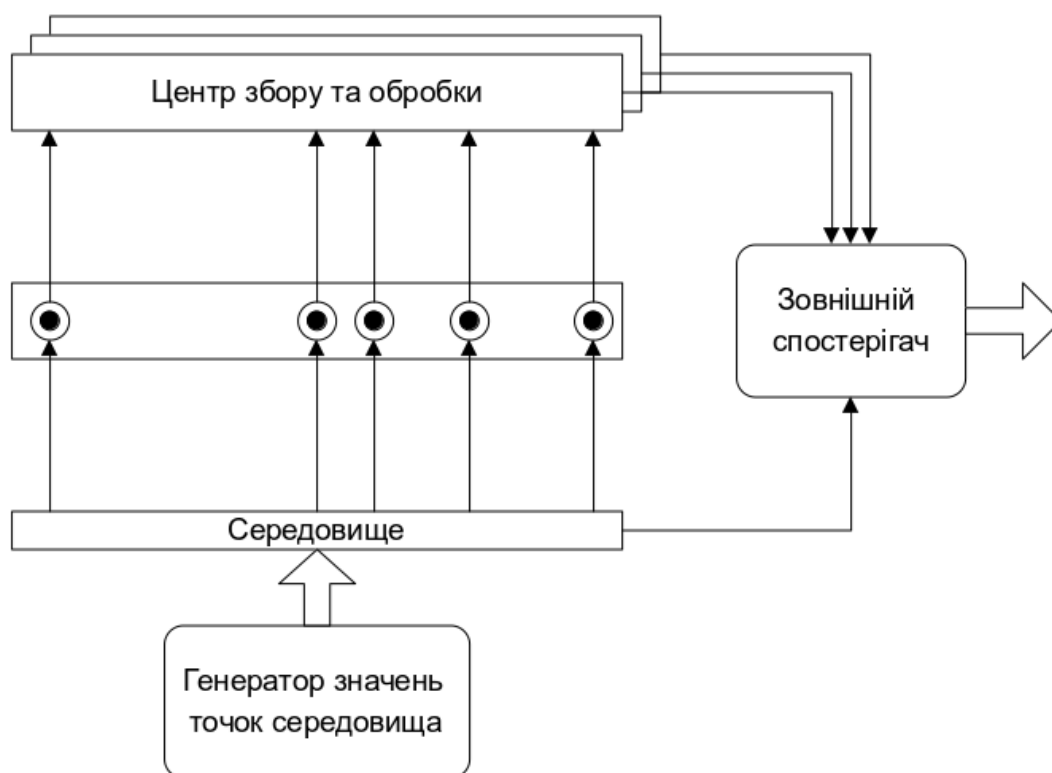 Центр збору та обробки
Зовнішній
спостерігач
Середовище
Генератор значень
точок середовища